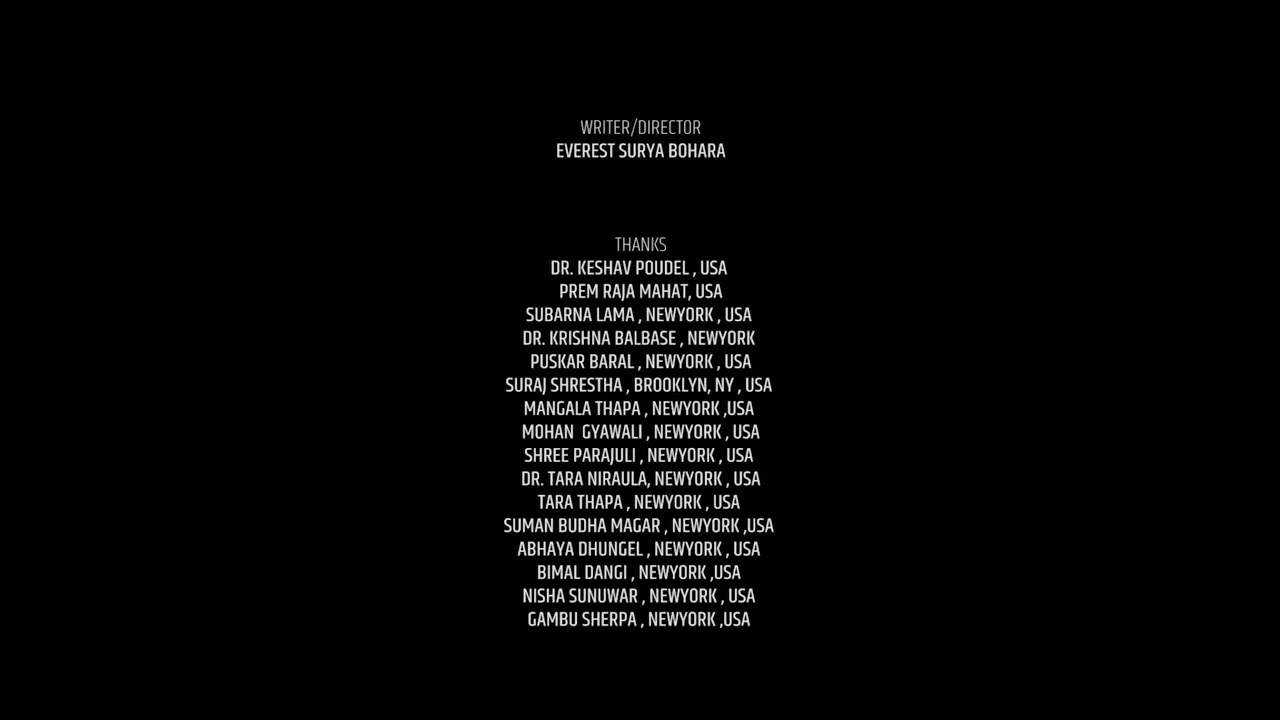 WRITER/DIRECTOR
EVEREST SURYA BOHARA
THANKS
DR. KESHAV POUDEL , USA
PREM RAJA MAHAT, USA
SUBARNA LAMA , NEWYORK , USA
DR. KRISHNA BALBASE , NEWYORK
PUSKAR BARAL , NEWYORK , USA
SURAJ SHRESTHA , BROOKLYN, NY , USA
MANGALA THAPA , NEWYORK ,USA
MOHAN  GYAWALI , NEWYORK , USA
SHREE PARAJULI , NEWYORK , USA
DR. TARA NIRAULA, NEWYORK , USA
TARA THAPA , NEWYORK , USA
SUMAN BUDHA MAGAR , NEWYORK ,USA
ABHAYA DHUNGEL , NEWYORK , USA
BIMAL DANGI , NEWYORK ,USA
NISHA SUNUWAR , NEWYORK , USA
GAMBU SHERPA , NEWYORK ,USA